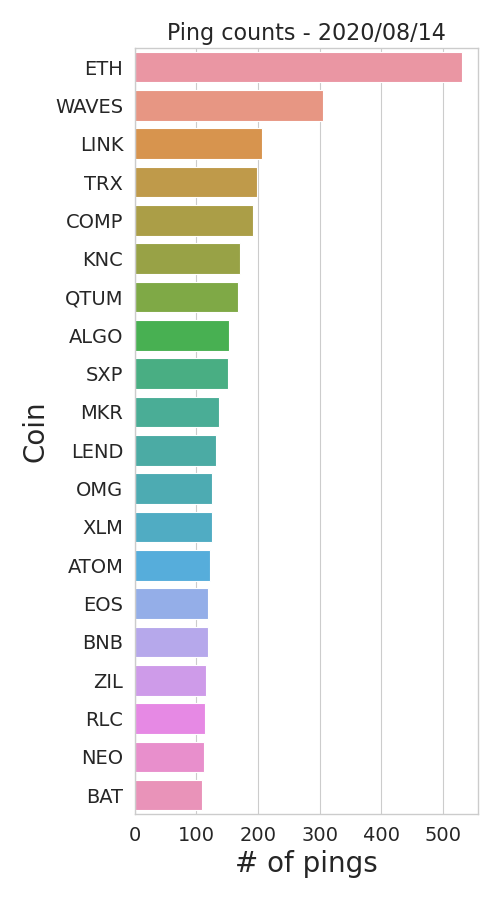 Ping counts - 2020/08/14
ETH
WAVES
LINK
TRX
COMP
KNC
QTUM
ALGO
SXP
MKR
LEND
OMG
XLM
ATOM
EOS
BNB
ZIL
RLC
NEO
BAT
Coin
0 100 200 300 400 500
# of pings